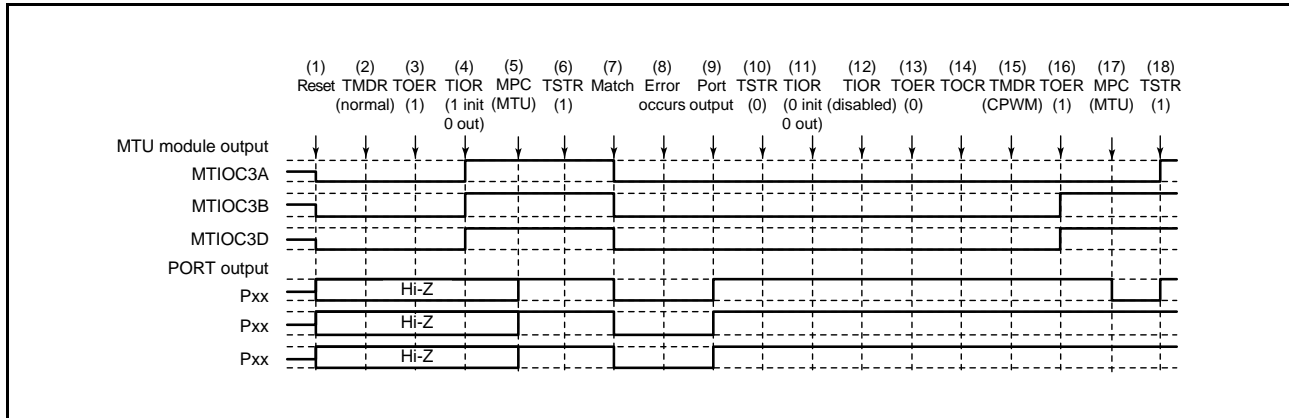 (1) (2) (3) (4) (5) (6) (7) (8) (9) (10) (11) (12) (13) (14) (15) (16) (17) (18)
Reset TMDR TOER TIOR MPC TSTR Match Error Port TSTR TIOR TIOR TOER TOCR TMDR TOER MPC TSTR
(normal) (1) (1 init (MTU) (1) occurs output (0) (0 init (disabled) (0) (CPWM) (1) (MTU) (1)
0 out) 0 out)
MTU module output
MTIOC3A
MTIOC3B
MTIOC3D
PORT output
Pxx Hi-Z
Pxx Hi-Z
Pxx Hi-Z